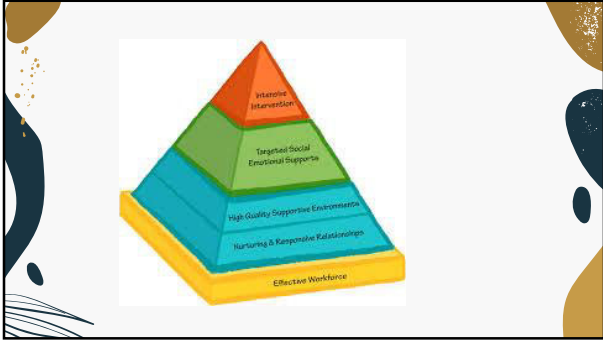 Intensive
Intervention
Targeted Social
Emotional Supports
High Quality Supportive Environments
Nurturing & Responsive Relationships
Effective Workforce